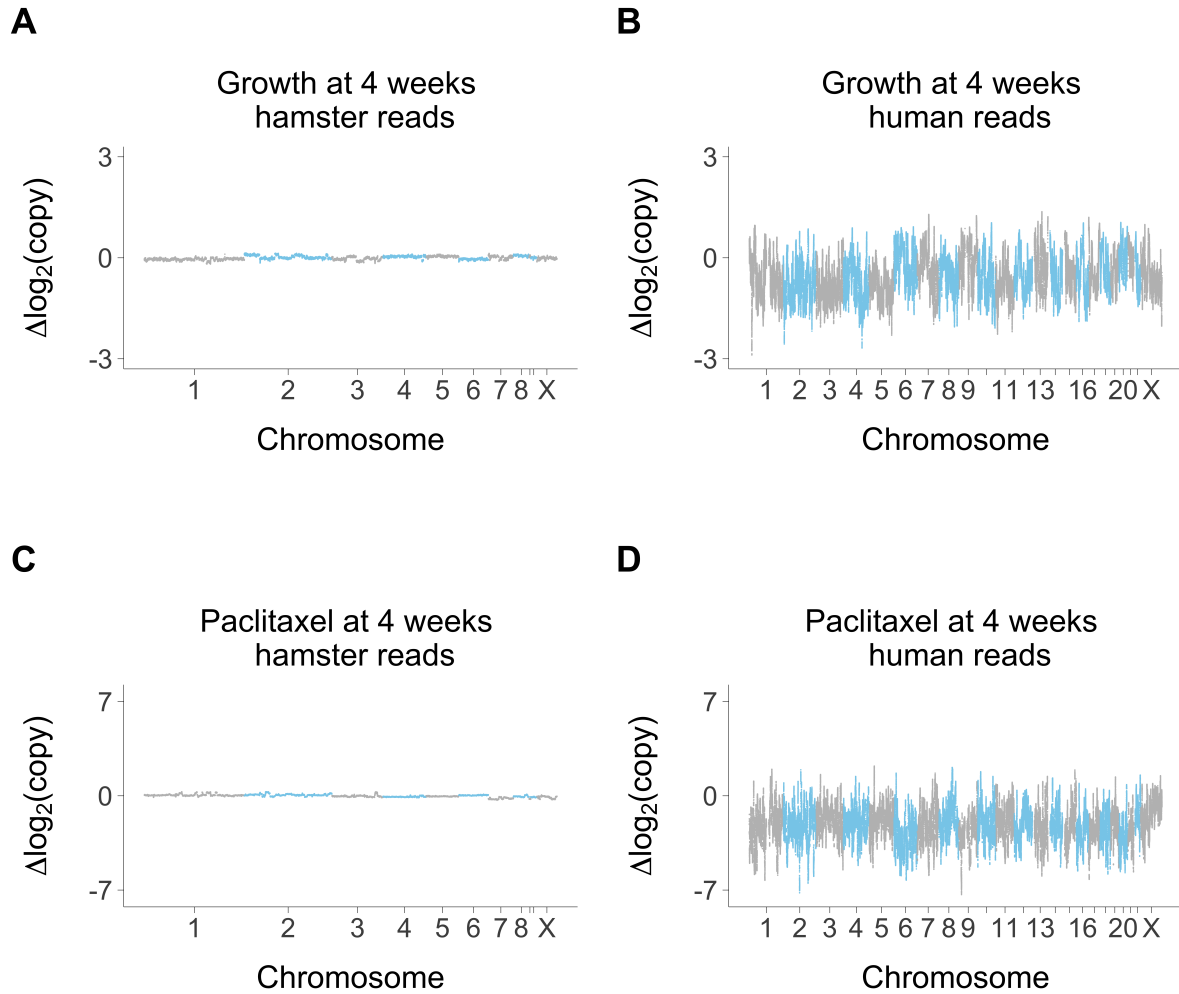 A
Growth at 4 weeks
hamster reads
3
0
-3
Δlog2(copy)
1 2 3 4 5 6 7 8 X
Chromosome
B
Growth at 4 weeks
human reads
3
0
-3
Δlog2(copy)
1 2 3 4 5 6 7 8 9 11 13 16 20 X
Chromosome
C
Paclitaxel at 4 weeks
hamster reads
7
0
-7
Δlog2(copy)
1 2 3 4 5 6 7 8 X
Chromosome
D
Paclitaxel at 4 weeks
human reads
7
0
-7
Δlog2(copy)
1 2 3 4 5 6 7 8 9 11 13 16 20 X
Chromosome